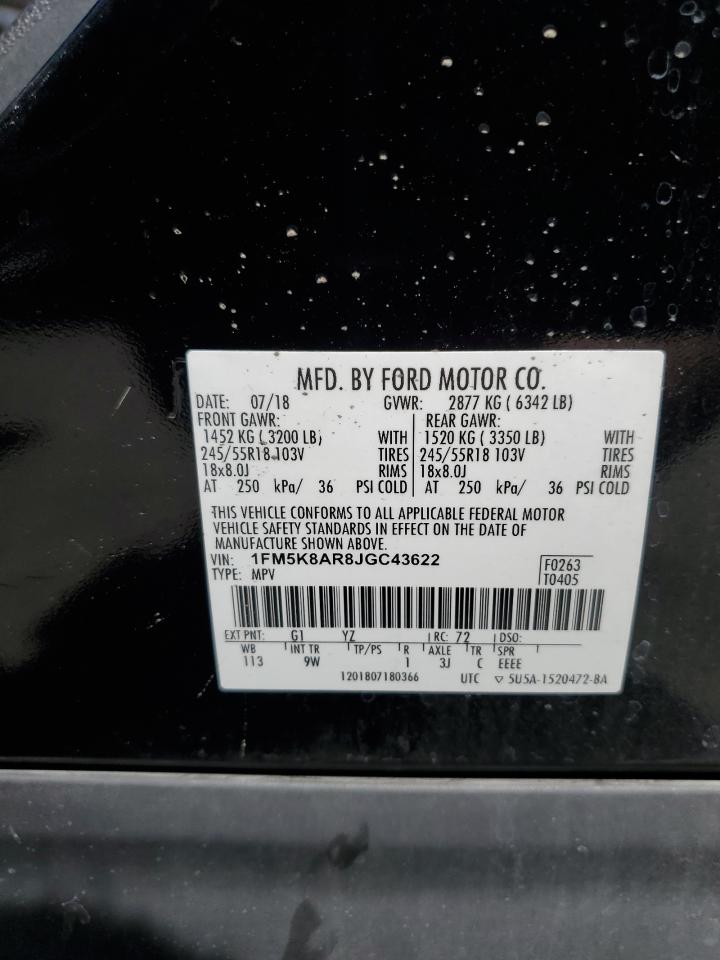 MFD. BY FORD MOTOR CO.
DATE: 07/18 GVWR: 2877 KG ( 6342 LB)
FRONT GAWR: REAR GAWR:
1452 KG ( 3200 LB) WITH 1520 KG ( 3350 LB) WITH
245/55R18 103V TIRES 245/55R18 103V TIRES
18x8.0J RIMS 18x8.0J RIMS
AT 250 kPa/ 36 PSI COLD AT 250 kPa/ 36 PSI COLD
THIS VEHICLE CONFORMS TO ALL APPLICABLE FEDERAL MOTOR
VEHICLE SAFETY STANDARDS IN EFFECT ON THE DATE OF
MANUFACTURE SHOWN ABOVE.
VIN: 1FM5K8AR8JGC43622 F0263
TYPE: MPV T0405
EXT PNT: G1 YZ RC: 72 DSO:
WB INT TR TP/PS R AXLE TR SPR
113 9W 1 3J C EEEE
1201807180366 UTC ▽ 5U5A-1520472-BA